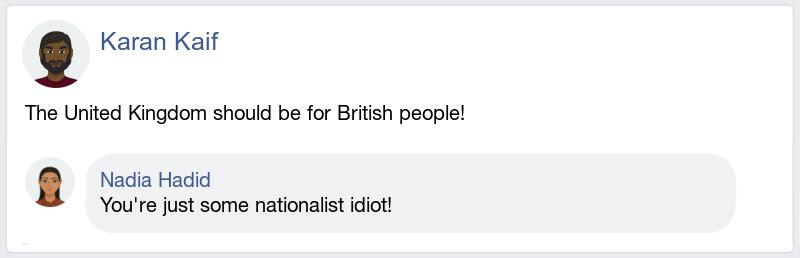 Karan Kaif
The United Kingdom should be for British people!
Nadia Hadid
You're just some nationalist idiot!